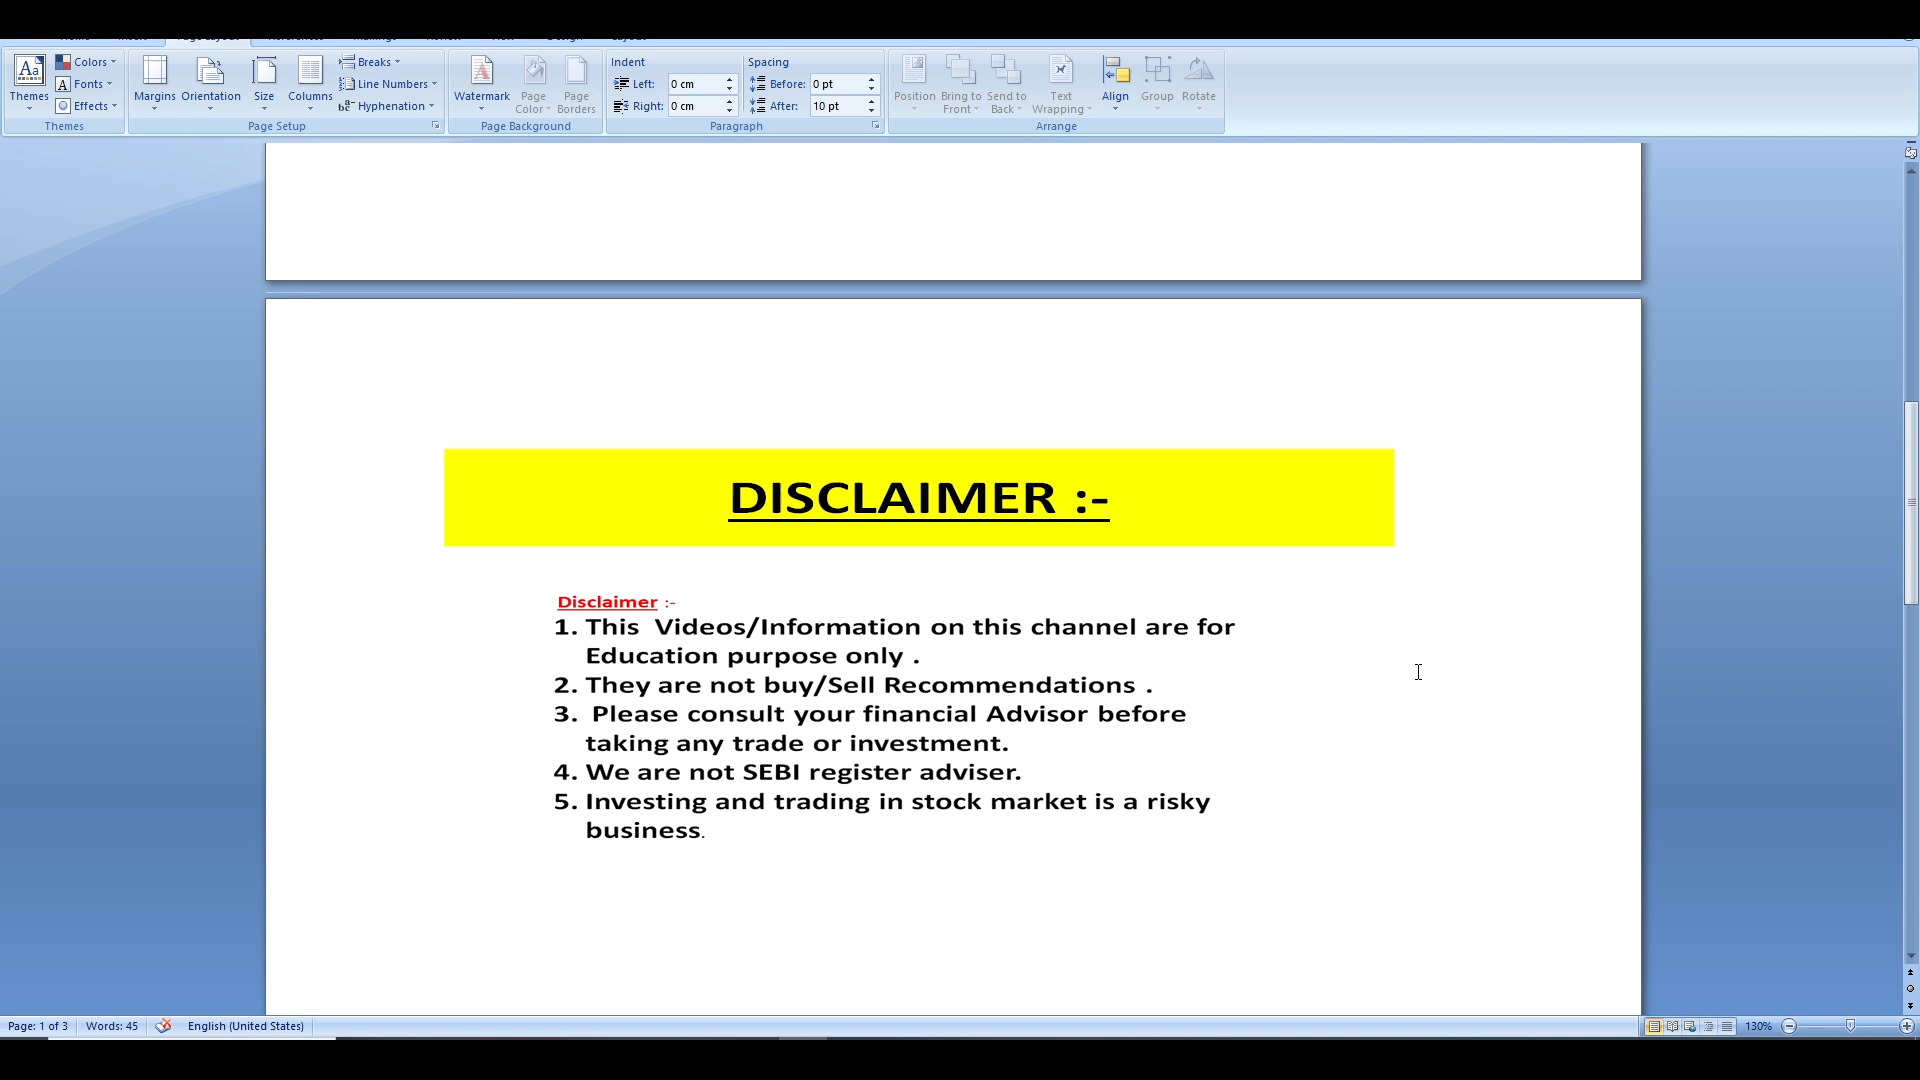 Themes
Colors
Fonts
Effects
Themes
Margins
Orientation
Size
Columns
Breaks
Line Numbers
Hyphenation
Page Setup
Watermark
Page Color
Page Borders
Page Background
Indent
Left: 0 cm
Right: 0 cm
Spacing
Before: 0 pt
After: 10 pt
Paragraph
Position
Bring to Front
Send to Back
Text Wrapping
Align
Group
Rotate
Arrange
DISCLAIMER :-
Disclaimer :-
1. This Videos/Information on this channel are for
Education purpose only .
2. They are not buy/Sell Recommendations .
3. Please consult your financial Advisor before
taking any trade or investment.
4. We are not SEBI register adviser.
5. Investing and trading in stock market is a risky
business.
Page: 1 of 3
Words: 45
English (United States)
130%